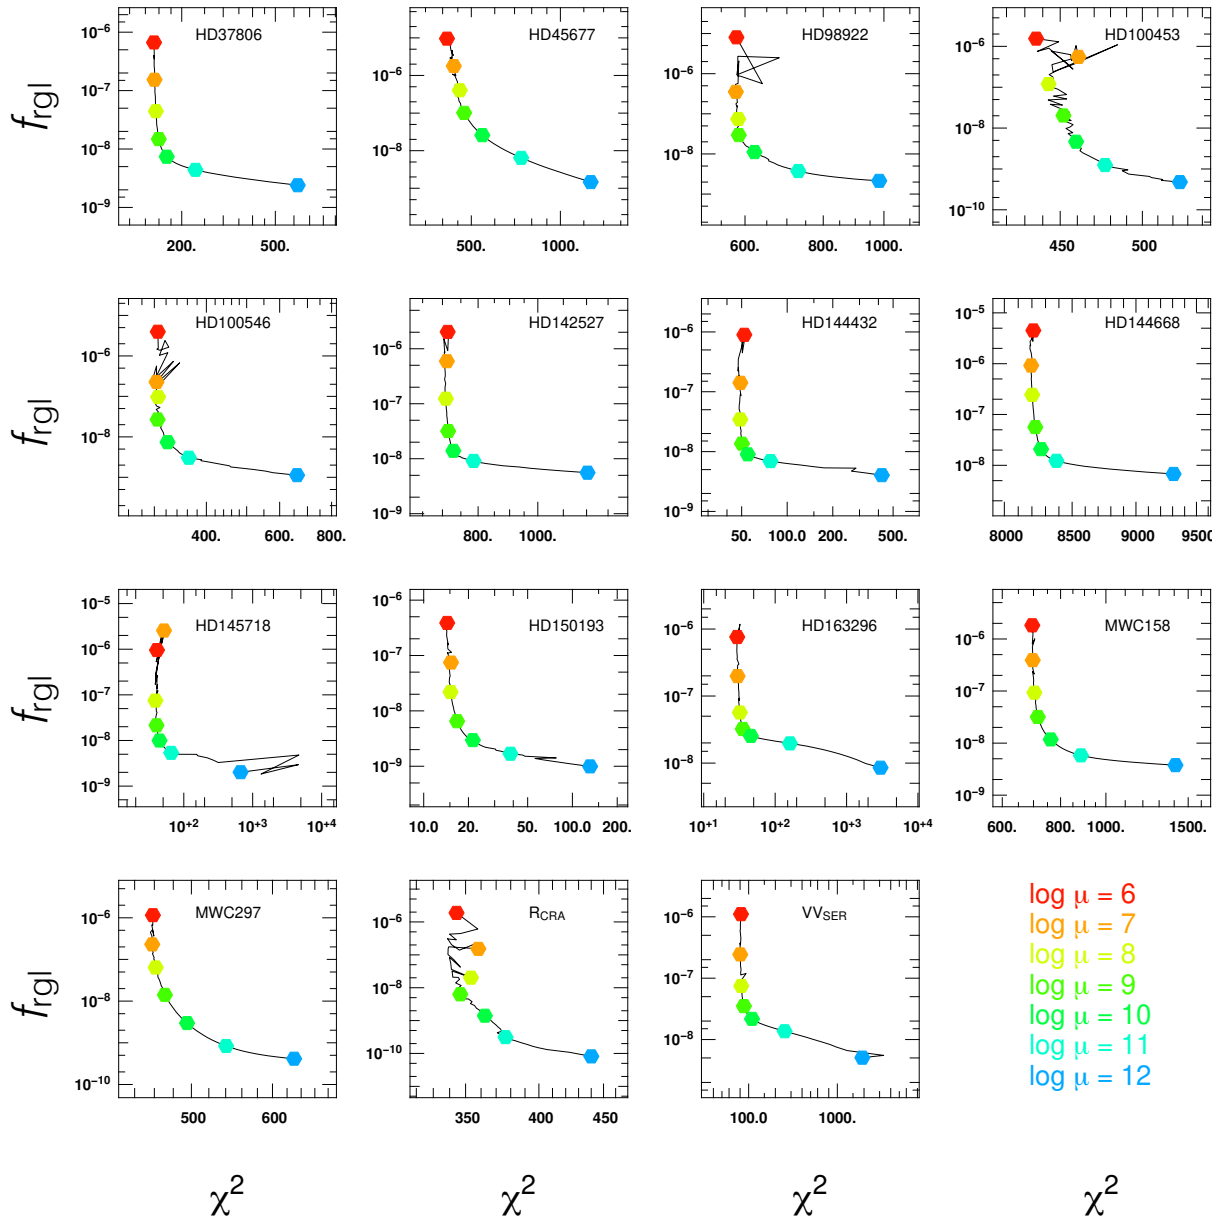 f_rgl
HD37806
10⁻⁶
10⁻⁷
10⁻⁸
10⁻⁹
200. 500.
HD45677
10⁻⁶
10⁻⁸
500. 1000.
HD98922
10⁻⁶
10⁻⁸
600. 800. 1000.
HD100453
10⁻⁶
10⁻⁸
10⁻¹⁰
450 500
f_rgl
HD100546
10⁻⁶
10⁻⁸
400. 600. 800.
HD142527
10⁻⁶
10⁻⁷
10⁻⁸
10⁻⁹
800. 1000.
HD144432
10⁻⁶
10⁻⁷
10⁻⁸
10⁻⁹
50. 100.0 200. 500.
HD144668
10⁻⁵
10⁻⁶
10⁻⁷
10⁻⁸
8000 8500 9000 9500
f_rgl
HD145718
10⁻⁵
10⁻⁶
10⁻⁷
10⁻⁸
10⁻⁹
10⁺² 10⁺³ 10⁺⁴
HD150193
10⁻⁶
10⁻⁷
10⁻⁸
10⁻⁹
10.0 20. 50. 100.0 200.
HD163296
10⁻⁶
10⁻⁷
10⁻⁸
10⁺¹ 10⁺² 10⁺³ 10⁺⁴
MWC158
10⁻⁶
10⁻⁷
10⁻⁸
10⁻⁹
600. 800. 1000. 1500.
f_rgl
MWC297
10⁻⁶
10⁻⁸
10⁻¹⁰
500 600
R_CRA
10⁻⁶
10⁻⁸
10⁻¹⁰
350 400 450
VV_SER
10⁻⁶
10⁻⁷
10⁻⁸
100.0 1000.
log μ = 6
log μ = 7
log μ = 8
log μ = 9
log μ = 10
log μ = 11
log μ = 12
χ² χ² χ² χ²